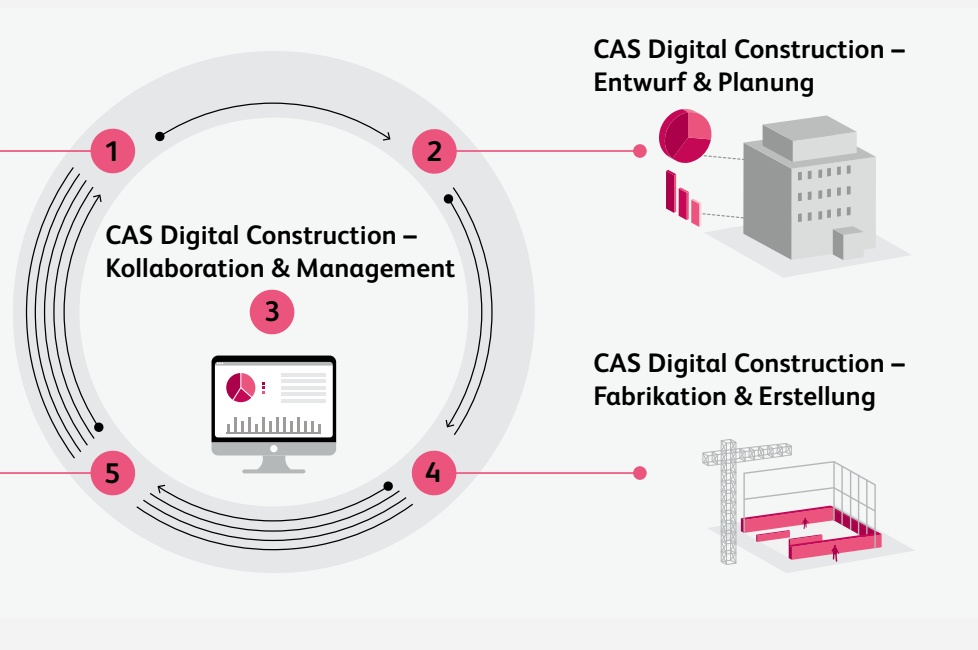 CAS Digital Construction –
Entwurf & Planung
1
2
CAS Digital Construction –
Kollaboration & Management
3
CAS Digital Construction –
Fabrikation & Erstellung
5
4